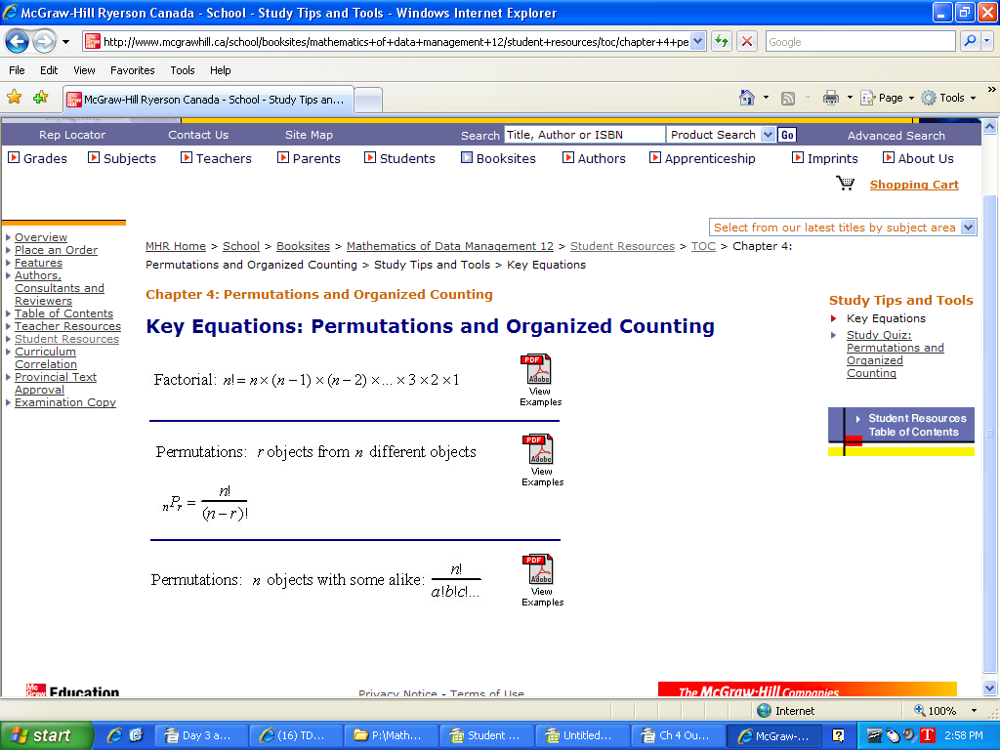 McGraw-Hill Ryerson Canada - School - Study Tips and Tools - Windows Internet Explorer
http://www.mcgrawhill.ca/school/booksites/mathematics+of+data+management+12/student+resources/toc/chapter+4+pe
Google
File Edit View Favorites Tools Help
McGraw-Hill Ryerson Canada - School - Study Tips an...
Page Tools »
Rep Locator Contact Us Site Map Search Title, Author or ISBN Product Search Go Advanced Search
Grades Subjects Teachers Parents Students Booksites Authors Apprenticeship Imprints About Us
Shopping Cart
Select from our latest titles by subject area
Overview
Place an Order
Features
Authors,
Consultants and
Reviewers
Table of Contents
Teacher Resources
Student Resources
Curriculum
Correlation
Provincial Text
Approval
Examination Copy
MHR Home > School > Booksites > Mathematics of Data Management 12 > Student Resources > TOC > Chapter 4:
Permutations and Organized Counting > Study Tips and Tools > Key Equations
Chapter 4: Permutations and Organized Counting
Key Equations: Permutations and Organized Counting
Factorial: n! = n × (n − 1) × (n − 2) × ... × 3 × 2 × 1
PDF
Adobe
View
Examples
Permutations: r objects from n different objects
nPr = n! / (n − r)!
PDF
Adobe
View
Examples
Permutations: n objects with some alike: n! / a!b!c!...
PDF
Adobe
View
Examples
Study Tips and Tools
Key Equations
Study Quiz:
Permutations and
Organized
Counting
Student Resources
Table of Contents
Mc
Graw
Education
Privacy Notice - Terms of Use
The McGraw-Hill Companies
Internet
100%
start
Day 3 a...
(16) TD...
P:\Math...
Student ...
Untitled...
Ch 4 Ou...
McGraw-...
2:58 PM